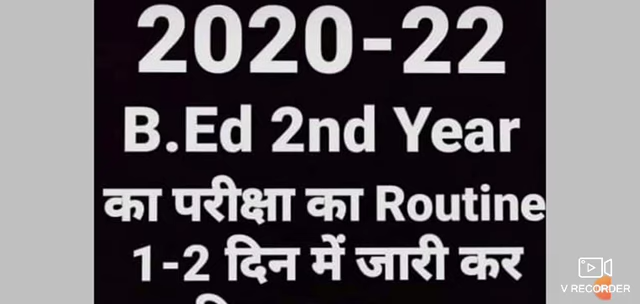 2020-22
B.Ed 2nd Year
का परीक्षा का Routine
1-2 दिन में जारी कर
V RECORDER